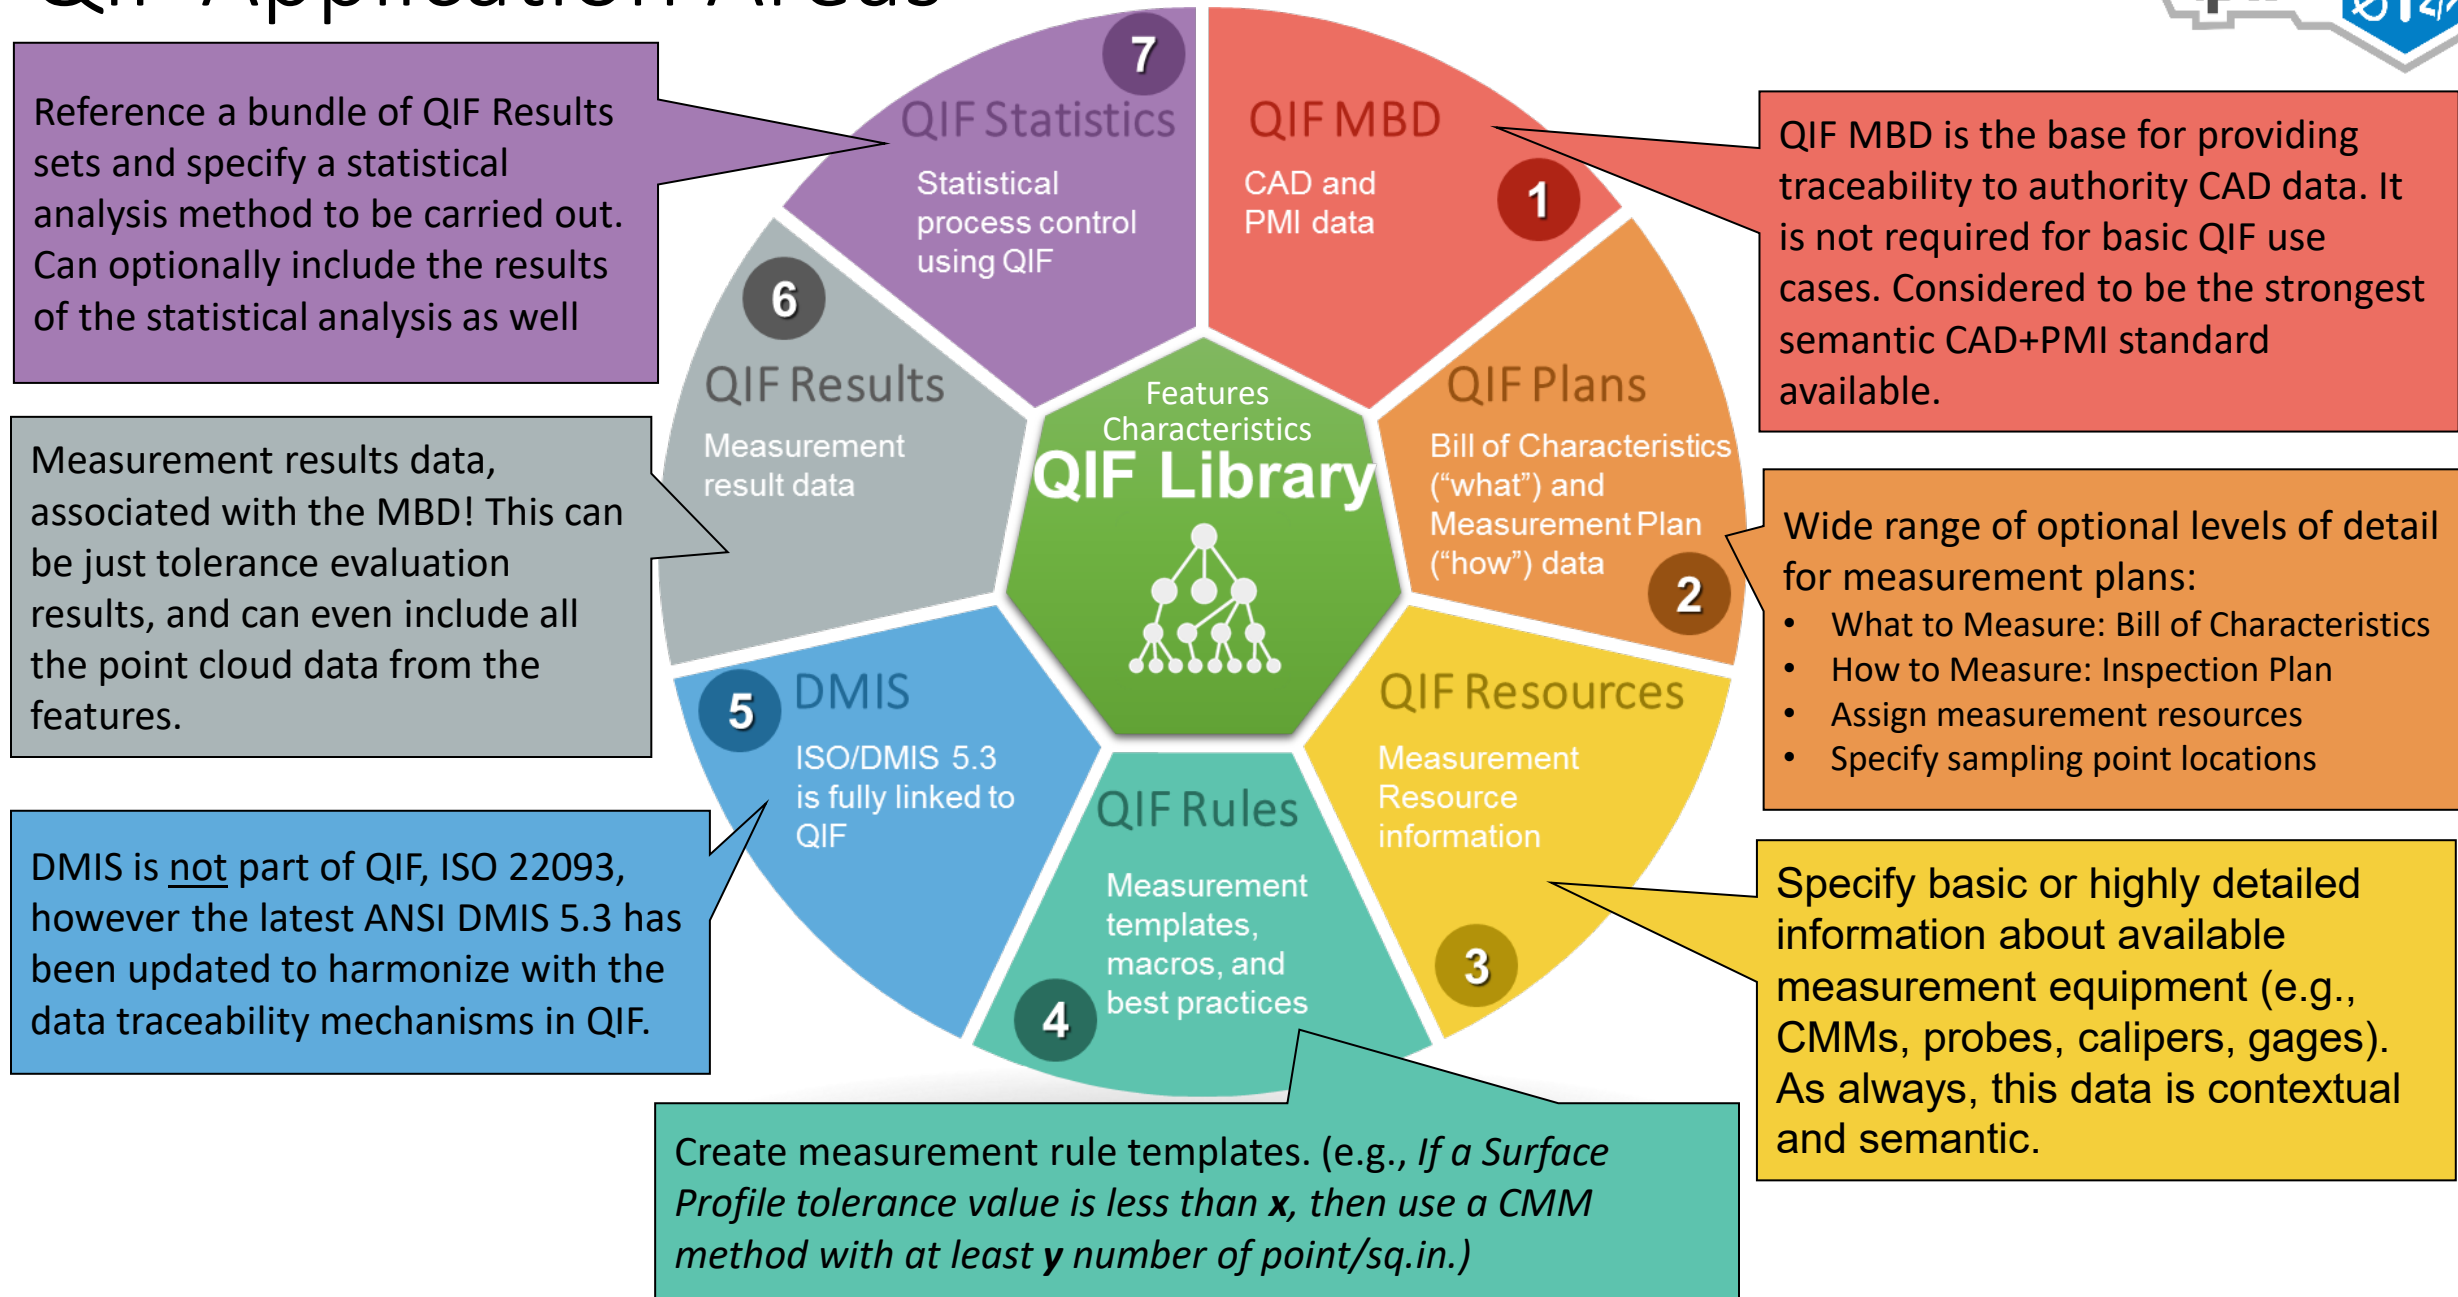 QIF Application Areas
7
QIF Statistics
Statistical
process control
using QIF
QIF MBD
CAD and
PMI data
1
Reference a bundle of QIF Results
sets and specify a statistical
analysis method to be carried out.
Can optionally include the results
of the statistical analysis as well
QIF MBD is the base for providing
traceability to authority CAD data. It
is not required for basic QIF use
cases. Considered to be the strongest
semantic CAD+PMI standard
available.
6
QIF Results
Measurement
result data
Features
Characteristics
QIF Library
QIF Plans
Bill of Characteristics
(“what”) and
Measurement Plan
(“how”) data
2
Measurement results data,
associated with the MBD! This can
be just tolerance evaluation
results, and can even include all
the point cloud data from the
features.
Wide range of optional levels of detail
for measurement plans:
• What to Measure: Bill of Characteristics
• How to Measure: Inspection Plan
• Assign measurement resources
• Specify sampling point locations
5
DMIS
ISO/DMIS 5.3
is fully linked to
QIF
QIF Rules
Measurement
templates,
macros, and
best practices
4
QIF Resources
Measurement
Resource
information
3
DMIS is not part of QIF, ISO 22093,
however the latest ANSI DMIS 5.3 has
been updated to harmonize with the
data traceability mechanisms in QIF.
Specify basic or highly detailed
information about available
measurement equipment (e.g.,
CMMs, probes, calipers, gages).
As always, this data is contextual
and semantic.
Create measurement rule templates. (e.g., If a Surface
Profile tolerance value is less than x, then use a CMM
method with at least y number of point/sq.in.)